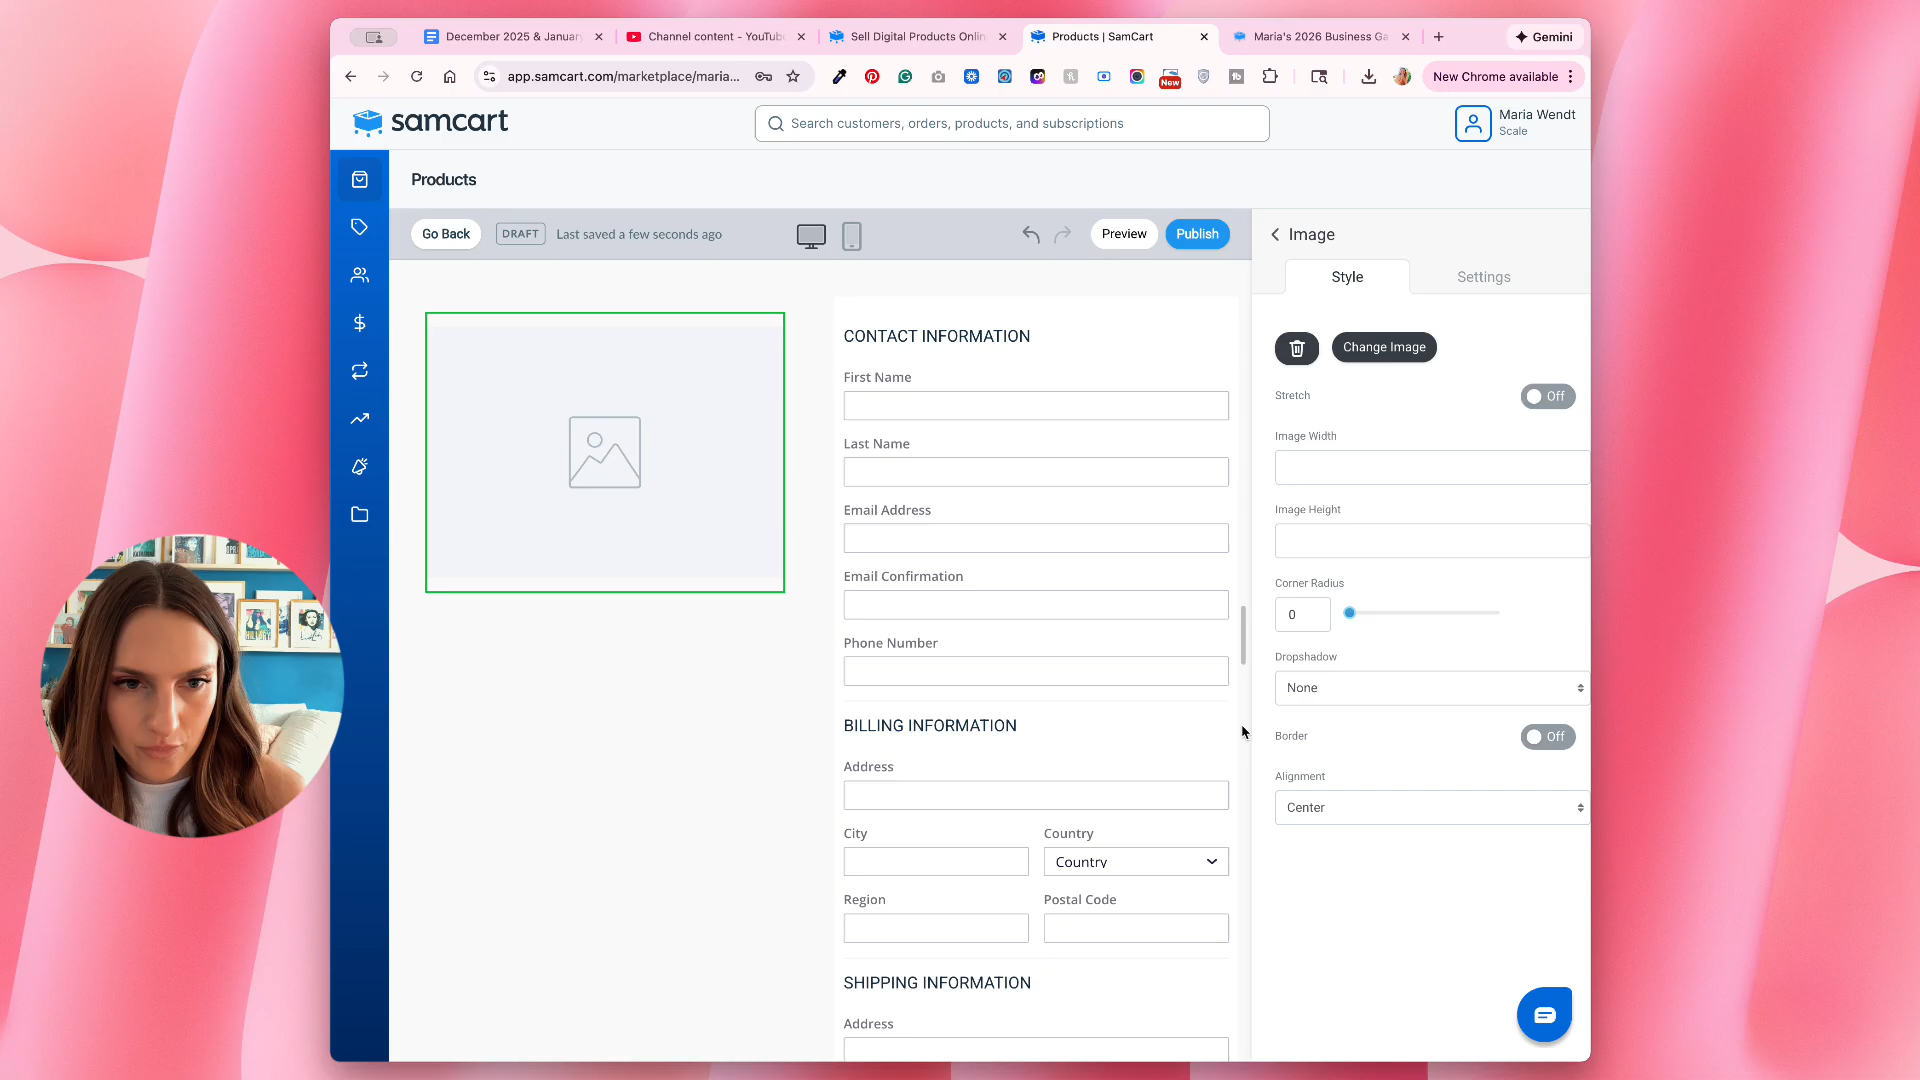 December 2025 & Januar
Channel content - YouTub
Sell Digital Products Onlin
Products | SamCart
Maria's 2026 Business Ga
Gemini
app.samcart.com/marketplace/maria...
New
New Chrome available
samcart
Search customers, orders, products, and subscriptions
Maria Wendt
Scale
Products
Go Back
DRAFT
Last saved a few seconds ago
Preview
Publish
Image
Style
Settings
Change Image
Stretch
Off
Image Width
Image Height
Corner Radius
0
Dropshadow
None
Border
Off
Alignment
Center
CONTACT INFORMATION
First Name
Last Name
Email Address
Email Confirmation
Phone Number
BILLING INFORMATION
Address
City
Country
Country
Region
Postal Code
SHIPPING INFORMATION
Address